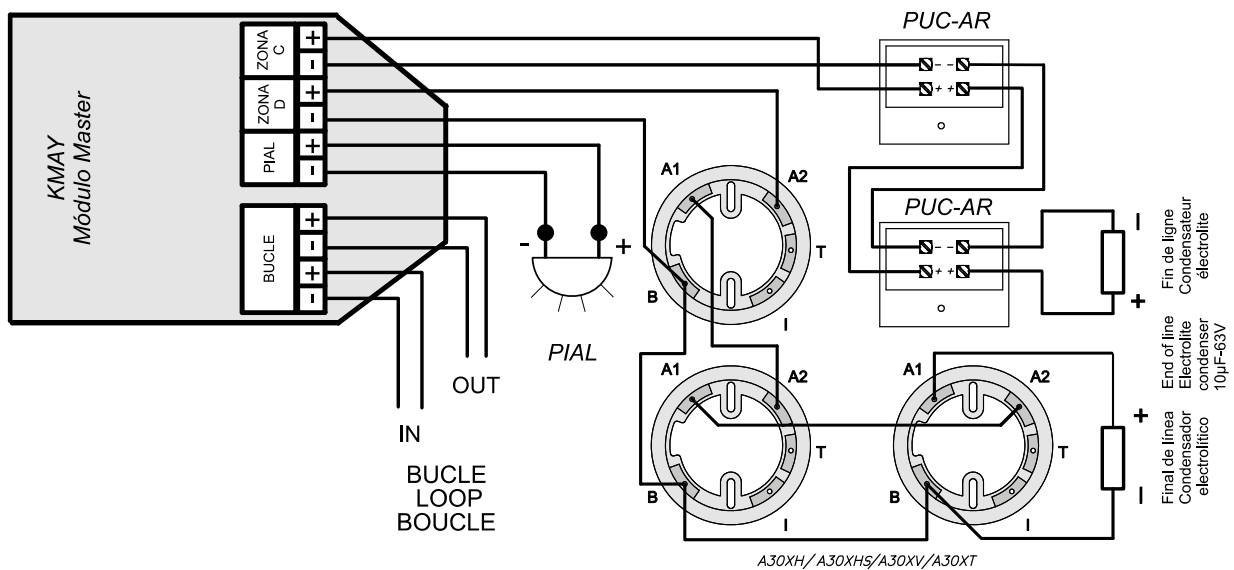 KMAY
Módulo Master
ZONA
C
+
-
ZONA
D
+
-
PIAL
+
-
BUCLE
+
-
+
-
OUT
IN
BUCLE
LOOP
BOUCLE
- +
PIAL
PUC-AR
- -
+ +
PUC-AR
- -
+ +
-
+
Fin de ligne
Condensateur
électrolite
End of line
Electrolite
condenser
10µF-63V
Final de línea
Condensador
electrolítico
+
-
A1
A2
T
B
I
A1
A2
T
B
I
A1
A2
T
B
I
A30XH/A30XHS/A30XV/A30XT